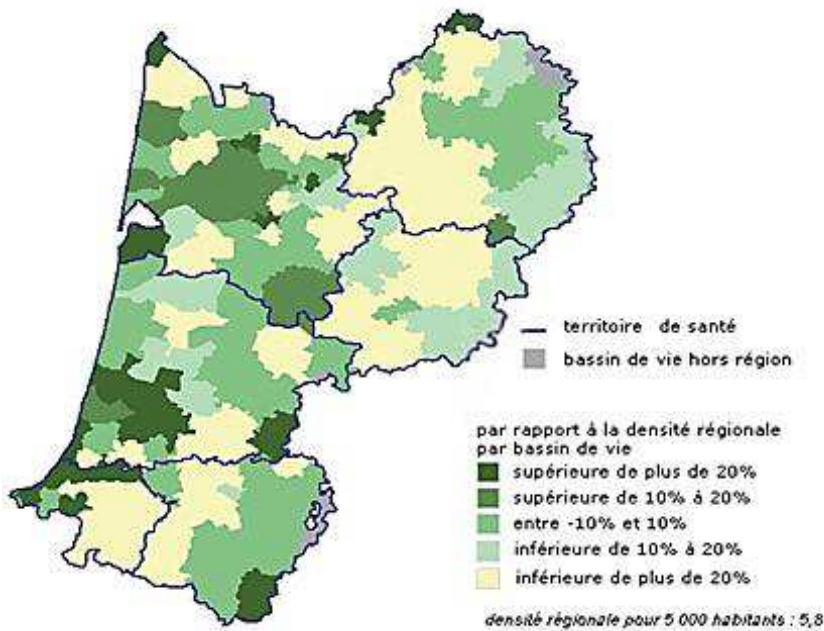 territoire de santé
bassin de vie hors région
par rapport à la densité régionale
par bassin de vie
supérieure de plus de 20%
supérieure de 10% à 20%
entre -10% et 10%
inférieure de 10% à 20%
inférieure de plus de 20%
densité régionale pour 5 000 habitants : 5,8